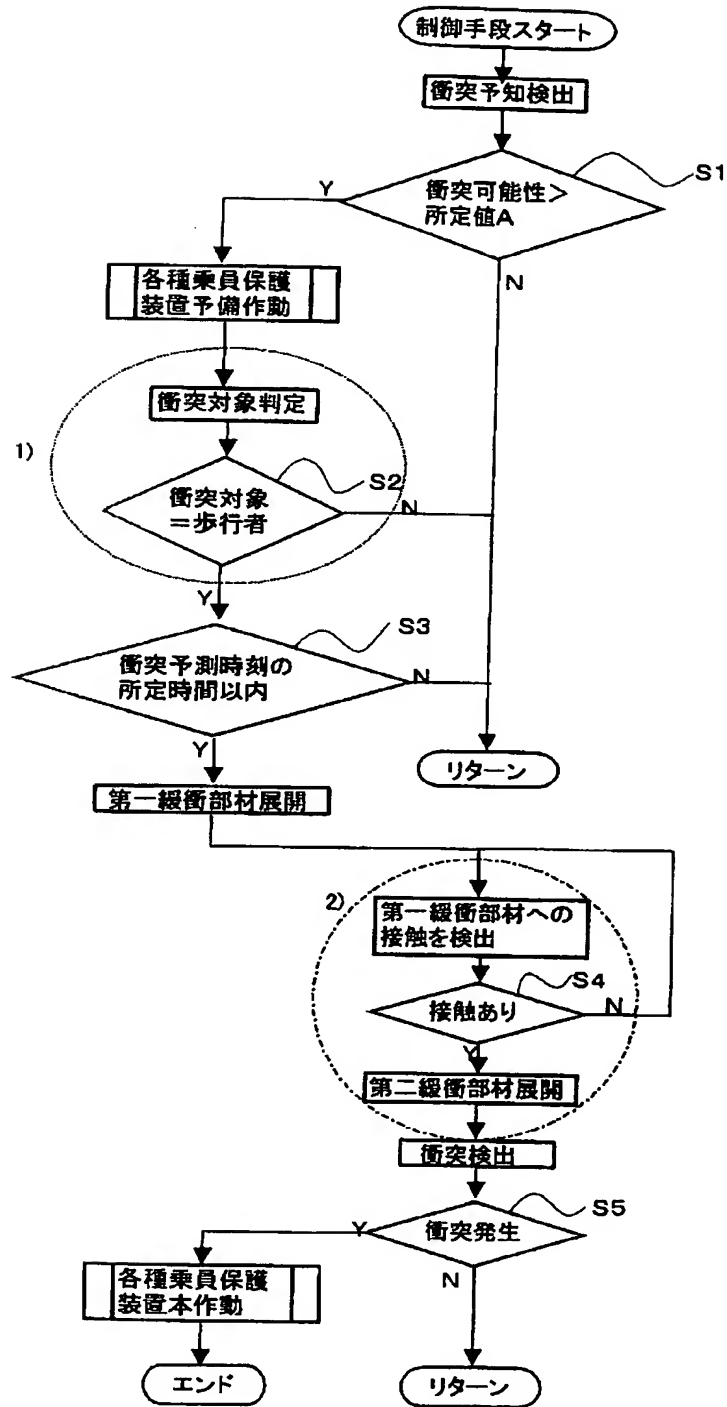 制御手段スタート
衝突予知検出
S1
衝突可能性>
所定値A
Y
N
各種乗員保護
装置予備作動
衝突対象判定
1)
S2
衝突対象
=歩行者
N
Y
S3
衝突予測時刻の
所定時間以内
N
Y
リターン
第一緩衝部材展開
2)
第一緩衝部材への
接触を検出
S4
接触あり
N
Y
第二緩衝部材展開
衝突検出
S5
衝突発生
Y
N
各種乗員保護
装置本作動
エンド
リターン